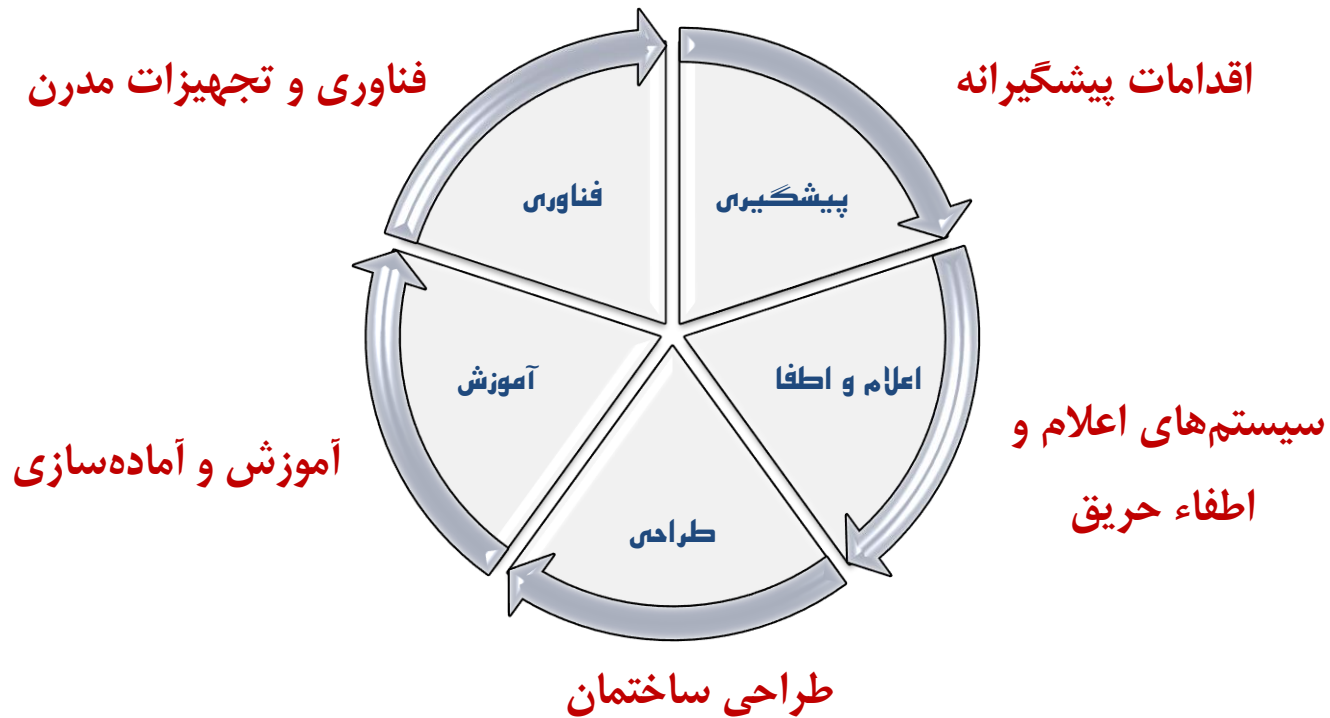 اقدامات پیشگیرانه
فناوری و تجهیزات مدرن
پیشگیری
فناوری
اعلام و اطفا
آموزش
سیستم‌های اعلام و
اطفاء حریق
آموزش و آماده‌سازی
طراحی
طراحی ساختمان